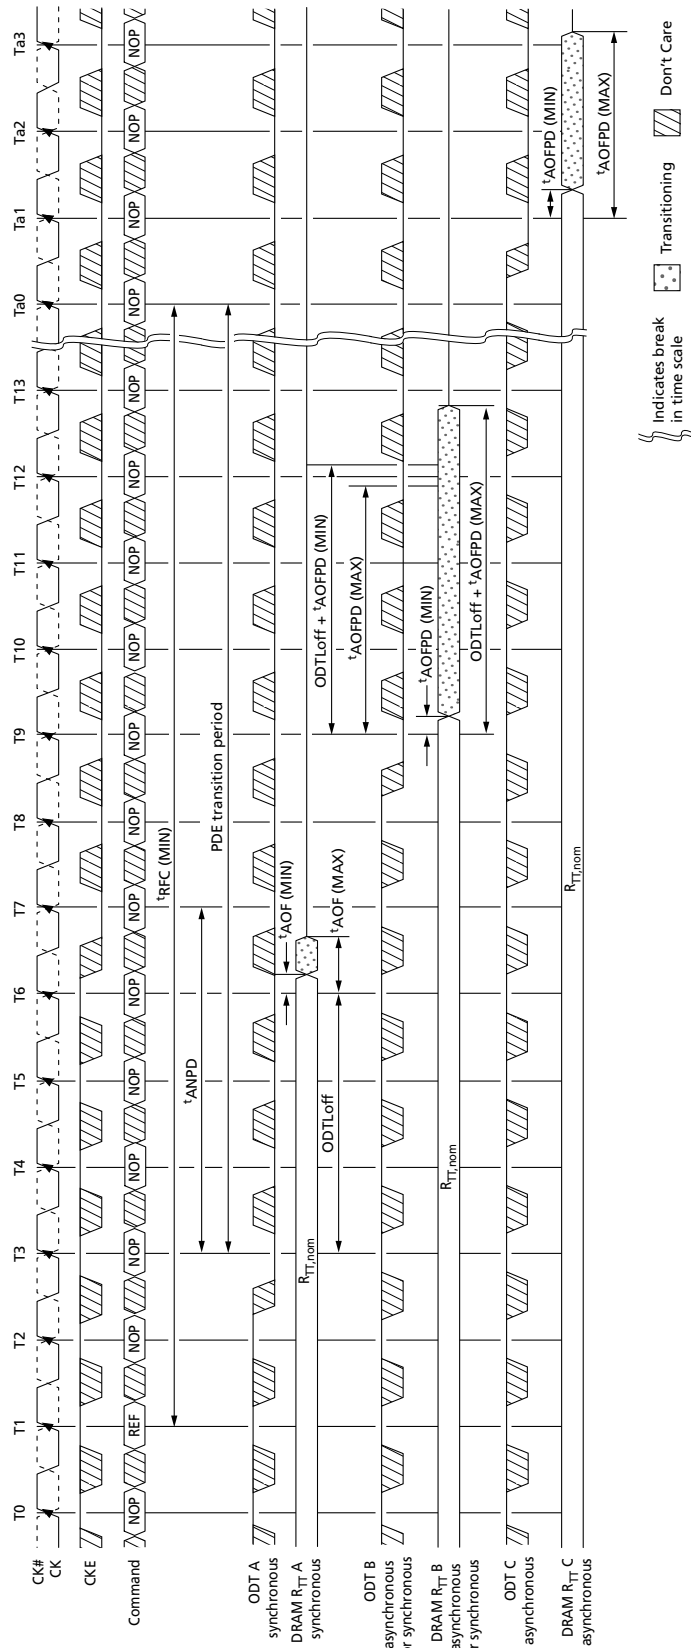 T0 T1 T2 T3 T4 T5 T6 T7 T8 T9 T10 T11 T12 T13 Ta0 Ta1 Ta2 Ta3
CK#
CK
CKE
Command
NOP REF NOP NOP NOP NOP NOP NOP NOP NOP NOP NOP NOP NOP NOP NOP NOP NOP
tRFC (MIN)
tANPD
PDE transition period
ODT A
synchronous
tAOF (MIN)
DRAM RTT A
synchronous
RTT,nom
ODTLoff + tAOFPD (MIN)
ODTLoff
tAOF (MAX)
tAOFPD (MAX)
ODT B
asynchronous
or synchronous
tAOFPD (MIN)
DRAM RTT B
asynchronous
or synchronous
RTT,nom
ODTLoff + tAOFPD (MAX)
ODT C
asynchronous
tAOFPD (MIN)
DRAM RTT C
asynchronous
RTT,nom
tAOFPD (MAX)
Indicates break
in time scale
Transitioning
Don't Care